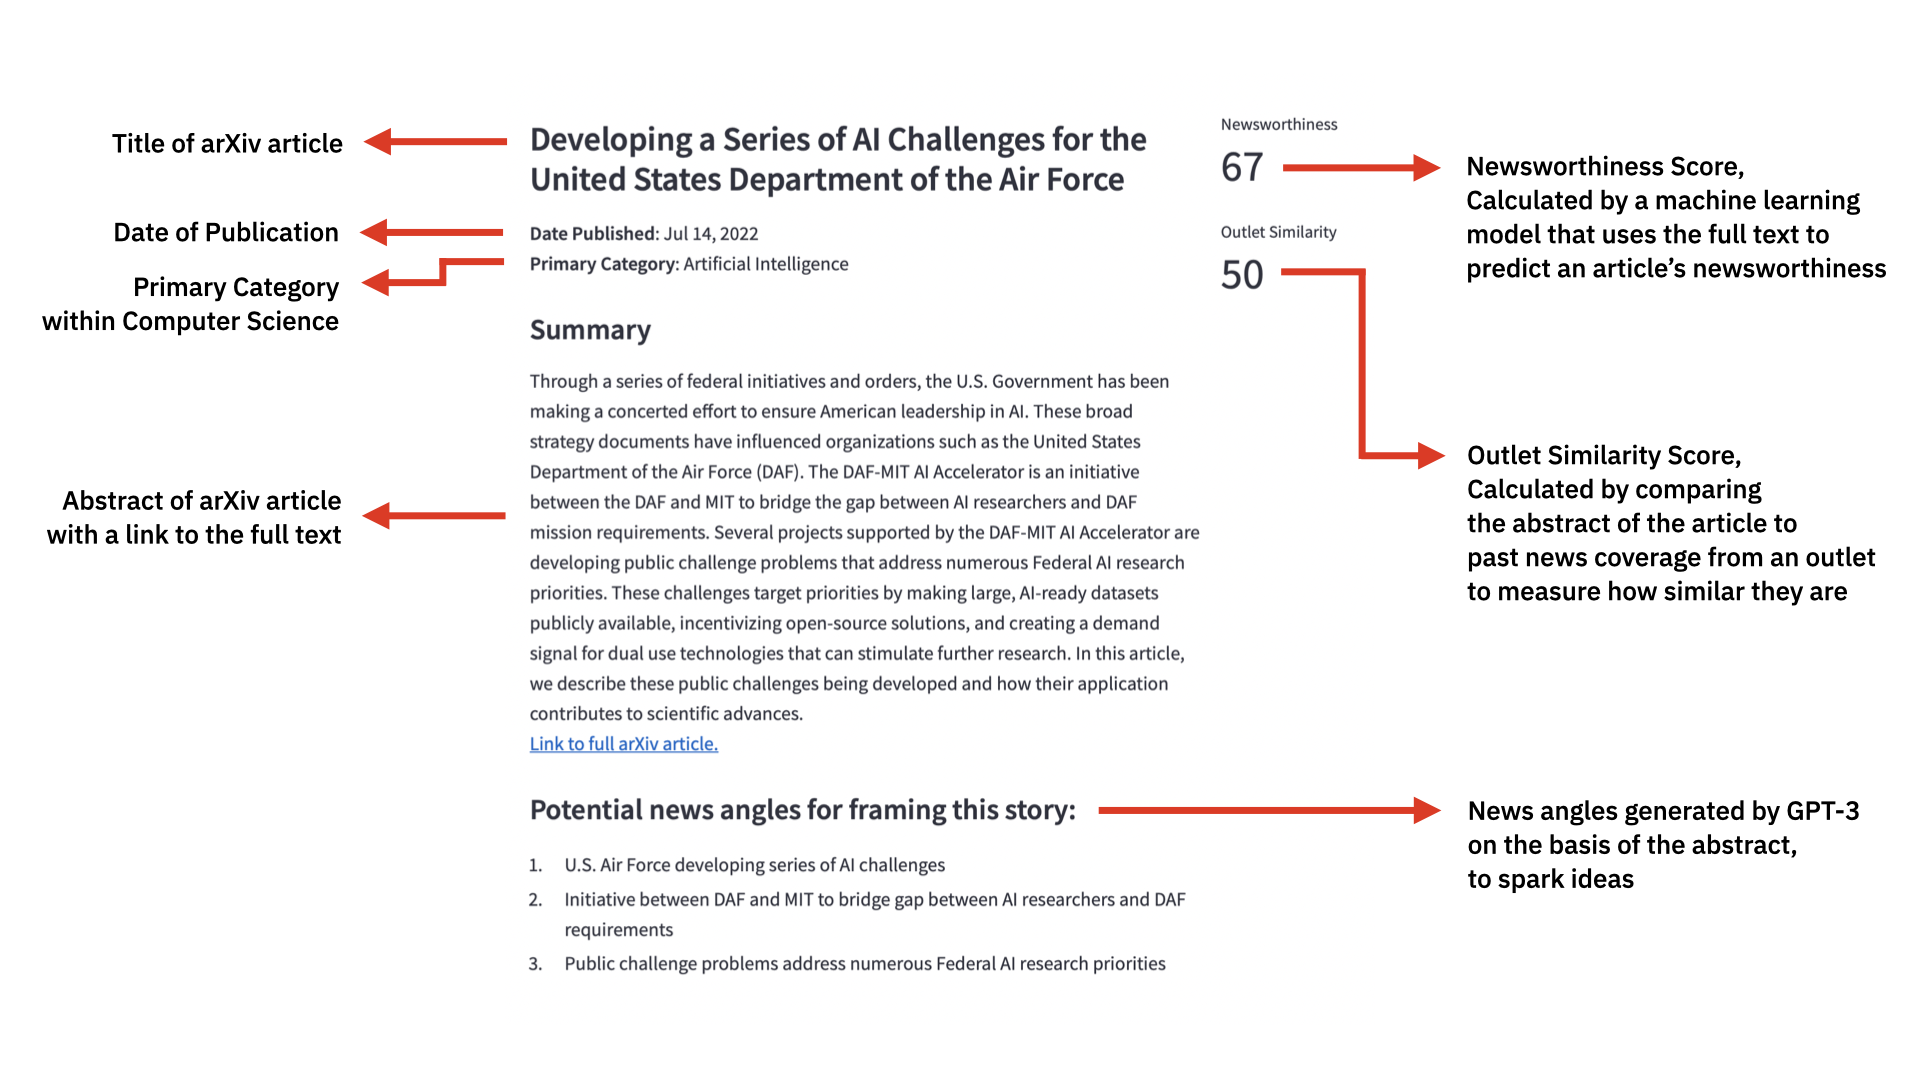 Title of arXiv article
Date of Publication
Primary Category
within Computer Science
Abstract of arXiv article
with a link to the full text
Developing a Series of AI Challenges for the
United States Department of the Air Force
Date Published: Jul 14, 2022
Primary Category: Artificial Intelligence
Summary
Through a series of federal initiatives and orders, the U.S. Government has been
making a concerted effort to ensure American leadership in AI. These broad
strategy documents have influenced organizations such as the United States
Department of the Air Force (DAF). The DAF-MIT AI Accelerator is an initiative
between the DAF and MIT to bridge the gap between AI researchers and DAF
mission requirements. Several projects supported by the DAF-MIT AI Accelerator are
developing public challenge problems that address numerous Federal AI research
priorities. These challenges target priorities by making large, AI-ready datasets
publicly available, incentivizing open-source solutions, and creating a demand
signal for dual use technologies that can stimulate further research. In this article,
we describe these public challenges being developed and how their application
contributes to scientific advances.
Link to full arXiv article.
Potential news angles for framing this story:
1. U.S. Air Force developing series of AI challenges
2. Initiative between DAF and MIT to bridge gap between AI researchers and DAF
requirements
3. Public challenge problems address numerous Federal AI research priorities
Newsworthiness
67
Outlet Similarity
50
Newsworthiness Score,
Calculated by a machine learning
model that uses the full text to
predict an article's newsworthiness
Outlet Similarity Score,
Calculated by comparing
the abstract of the article to
past news coverage from an outlet
to measure how similar they are
News angles generated by GPT-3
on the basis of the abstract,
to spark ideas